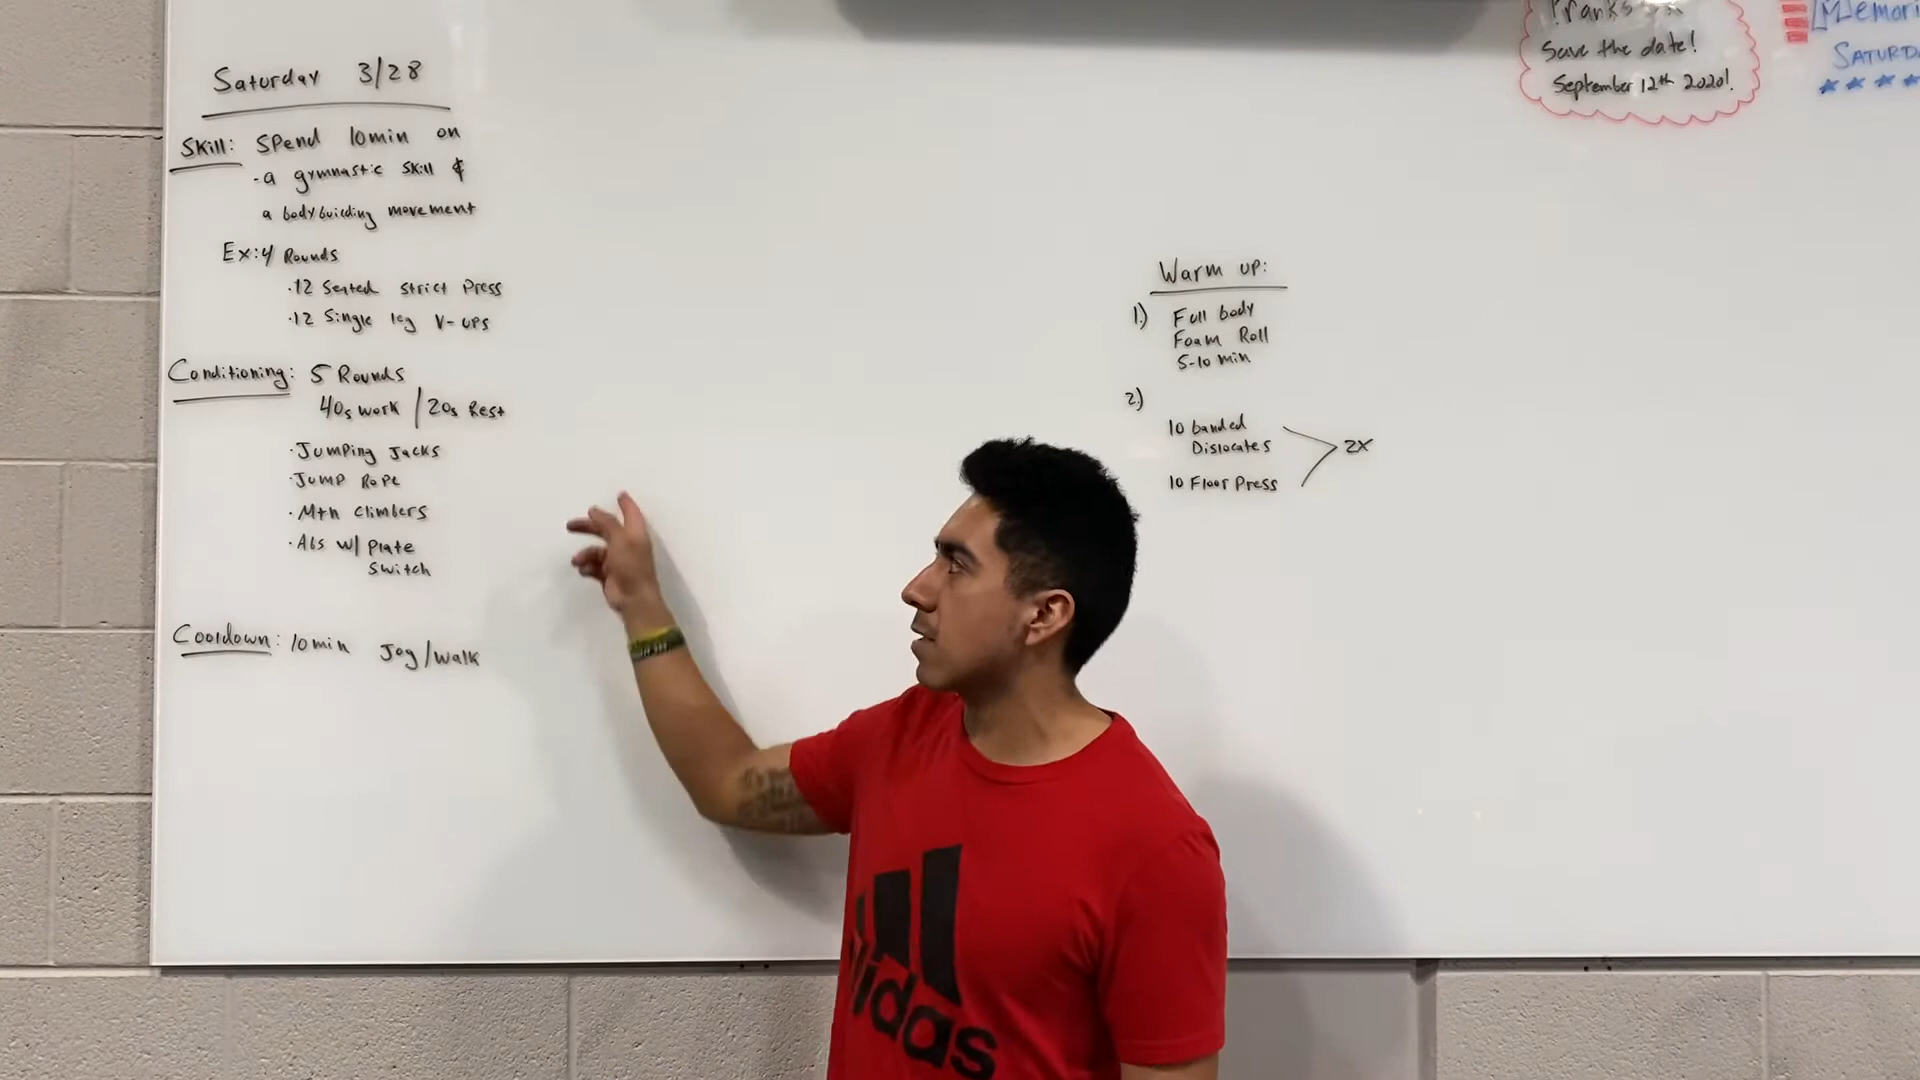 Saturday 3/28
Skill: Spend 10min on
·a gymnastic skill &
a bodybuilding movement
Ex: 4 Rounds
·12 Seated Strict Press
·12 Single leg V-ups
Conditioning: 5 Rounds
40s work / 20s Rest
·Jumping Jacks
·Jump Rope
·Mtn Climbers
·Abs w/ Plate
Switch
Cooldown: 10min Jog/Walk
Warm up:
1.) Full body
Foam Roll
5-10 min
2.)
10 banded
Dislocates
10 Floor Press
2X
Save the date!
September 12th 2020!
adidas